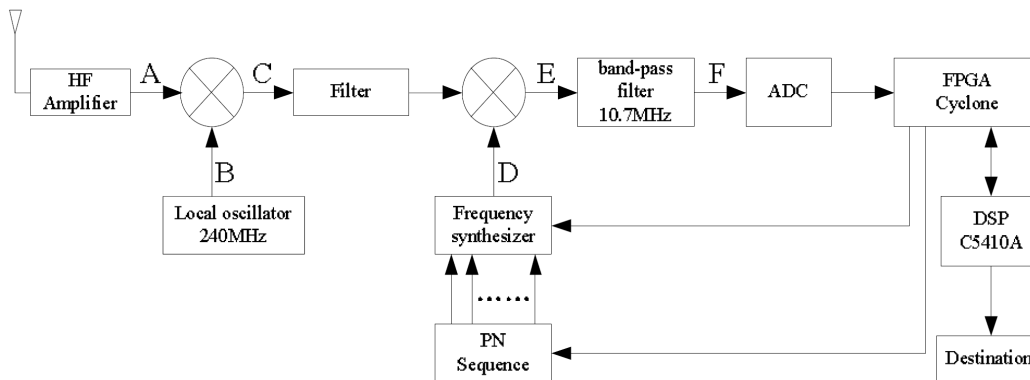 HF
Amplifier
A
C
Filter
E
band-pass
filter
10.7MHz
F
ADC
FPGA
Cyclone
B
D
Local oscillator
240MHz
Frequency
synthesizer
DSP
C5410A
PN
Sequence
Destination